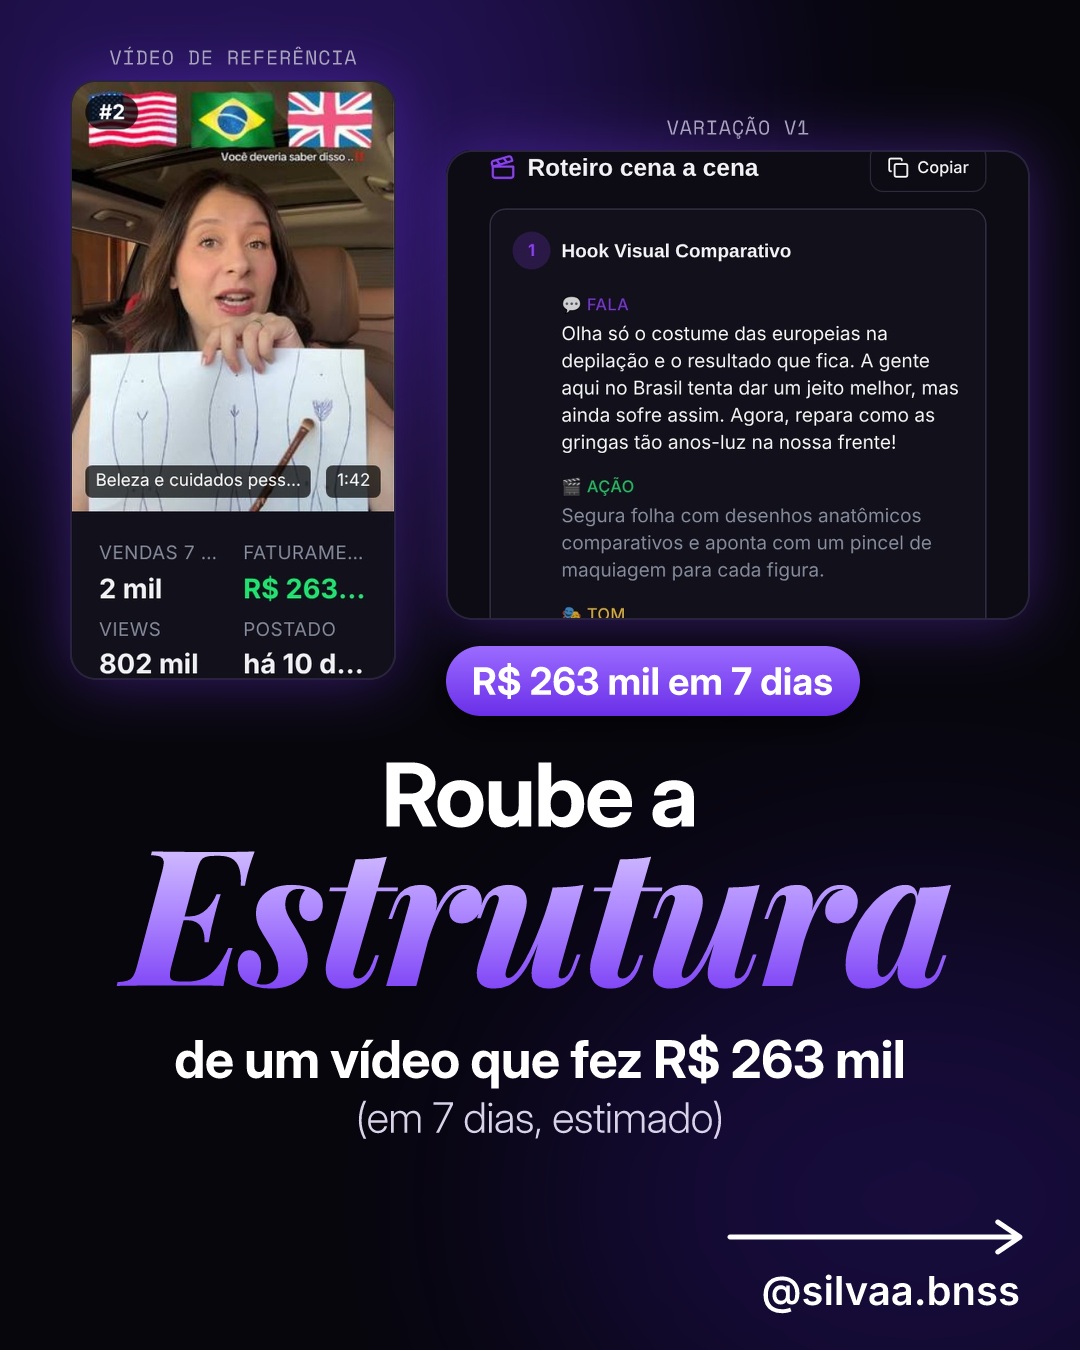 VÍDEO DE REFERÊNCIA
#2
Você deveria saber disso ..‼️
Beleza e cuidados pess...
1:42
VENDAS 7 ...
FATURAME...
2 mil
R$ 263...
VIEWS
POSTADO
802 mil
há 10 d...
VARIAÇÃO V1
Roteiro cena a cena
Copiar
1
Hook Visual Comparativo
💬 FALA
Olha só o costume das europeias na
depilação e o resultado que fica. A gente
aqui no Brasil tenta dar um jeito melhor, mas
ainda sofre assim. Agora, repara como as
gringas tão anos-luz na nossa frente!
🎬 AÇÃO
Segura folha com desenhos anatômicos
comparativos e aponta com um pincel de
maquiagem para cada figura.
🎭 TOM
R$ 263 mil em 7 dias
Roube a
Estrutura
de um vídeo que fez R$ 263 mil
(em 7 dias, estimado)
@silvaa.bnss